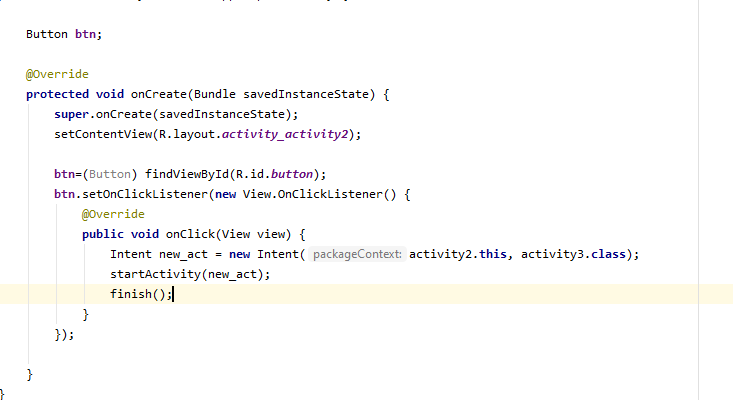 Button btn;
@Override
protected void onCreate(Bundle savedInstanceState) {
super.onCreate(savedInstanceState);
setContentView(R.layout.activity_activity2);
btn=(Button) findViewById(R.id.button);
btn.setOnClickListener(new View.OnClickListener() {
@Override
public void onClick(View view) {
Intent new_act = new Intent( packageContext: activity2.this, activity3.class);
startActivity(new_act);
finish();
}
});
}
}